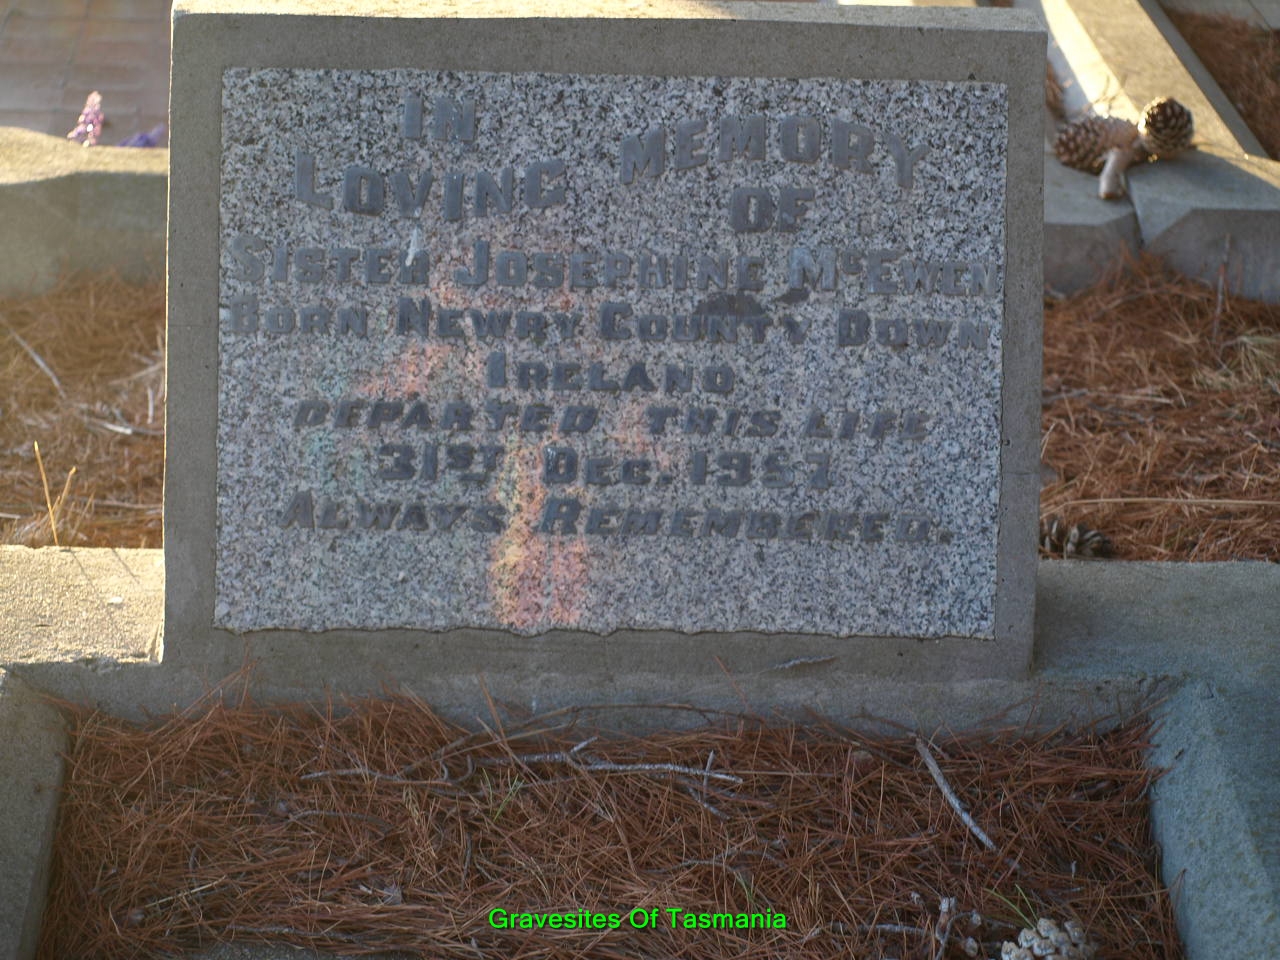 IN
LOVING MEMORY
OF
SISTER JOSEPHINE McEWEN
BORN NEWRY COUNTY DOWN
IRELAND
DEPARTED THIS LIFE
31ST DEC. 1957
ALWAYS REMEMBERED.
Gravesites Of Tasmania